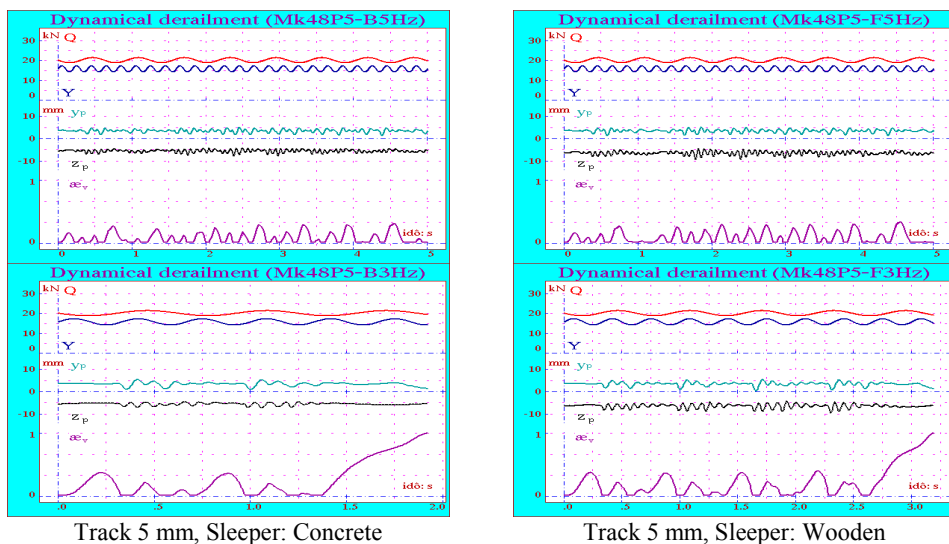 Dynamical derailment (Mk48P5-B5Hz)
kN Q
30
20
10
0
Y
mm yp
10
0
-10
zp
æv
1
0
idõ: s
.0 1 2 3 4 5
Dynamical derailment (Mk48P5-F5Hz)
kN Q
30
20
10
0
Y
mm yp
10
0
-10
zp
æv
1
0
idõ: s
.0 1 2 3 4 5
Dynamical derailment (Mk48P5-B3Hz)
kN Q
30
20
10
0
Y
mm yp
10
0
-10
zp
æv
1
0
idõ: s
.0 .5 1.0 1.5 2.0
Dynamical derailment (Mk48P5-F3Hz)
kN Q
30
20
10
0
Y
mm yp
10
0
-10
zp
æv
1
0
idõ: s
.0 .5 1.0 1.5 2.0 2.5 3.0
Track 5 mm, Sleeper: Concrete
Track 5 mm, Sleeper: Wooden